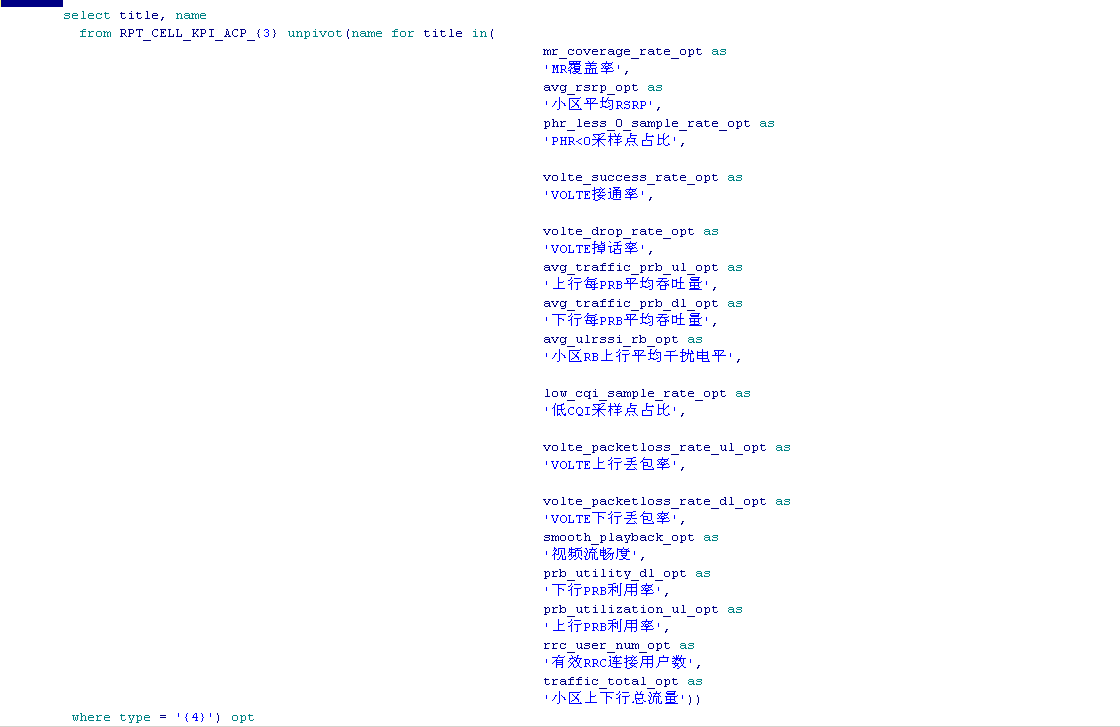 select title, name
from RPT_CELL_KPI_ACP_{3} unpivot(name for title in(
mr_coverage_rate_opt as
'MR覆盖率',
avg_rsrp_opt as
'小区平均RSRP',
phr_less_0_sample_rate_opt as
'PHR<0采样点占比',
volte_success_rate_opt as
'VOLTE接通率',
volte_drop_rate_opt as
'VOLTE掉话率',
avg_traffic_prb_ul_opt as
'上行每PRB平均吞吐量',
avg_traffic_prb_dl_opt as
'下行每PRB平均吞吐量',
avg_ulrssi_rb_opt as
'小区RB上行平均干扰电平',
low_cqi_sample_rate_opt as
'低CQI采样点占比',
volte_packetloss_rate_ul_opt as
'VOLTE上行丢包率',
volte_packetloss_rate_dl_opt as
'VOLTE下行丢包率',
smooth_playback_opt as
'视频流畅度',
prb_utility_dl_opt as
'下行PRB利用率',
prb_utilization_ul_opt as
'上行PRB利用率',
rrc_user_num_opt as
'有效RRC连接用户数',
traffic_total_opt as
'小区上下行总流量'))
where type = '{4}') opt